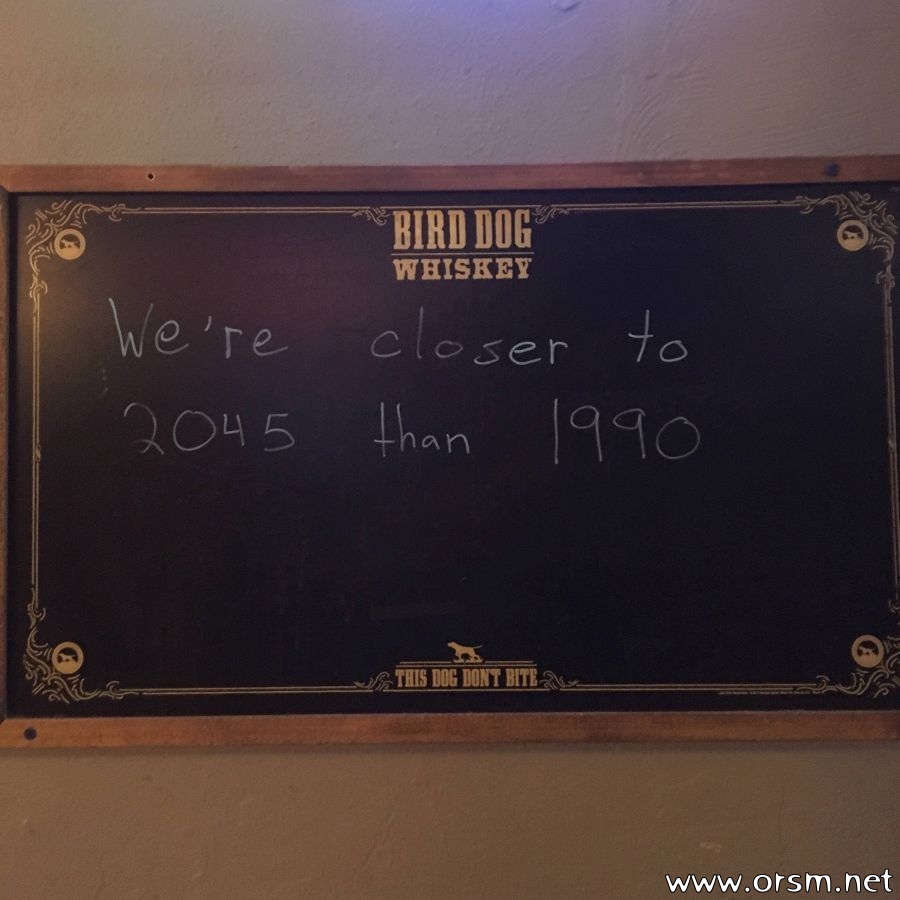 BIRD DOG
WHISKEY
We're closer to
2045 than 1990
THIS DOG DON'T BITE
www.orsm.net